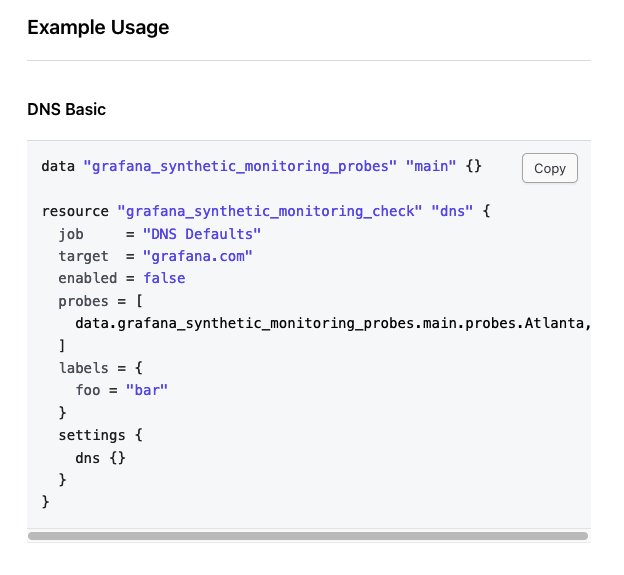 Example Usage
DNS Basic
data "grafana_synthetic_monitoring_probes" "main" {}
Copy
resource "grafana_synthetic_monitoring_check" "dns" {
  job     = "DNS Defaults"
  target  = "grafana.com"
  enabled = false
  probes = [
    data.grafana_synthetic_monitoring_probes.main.probes.Atlanta,
  ]
  labels = {
    foo = "bar"
  }
  settings {
    dns {}
  }
}